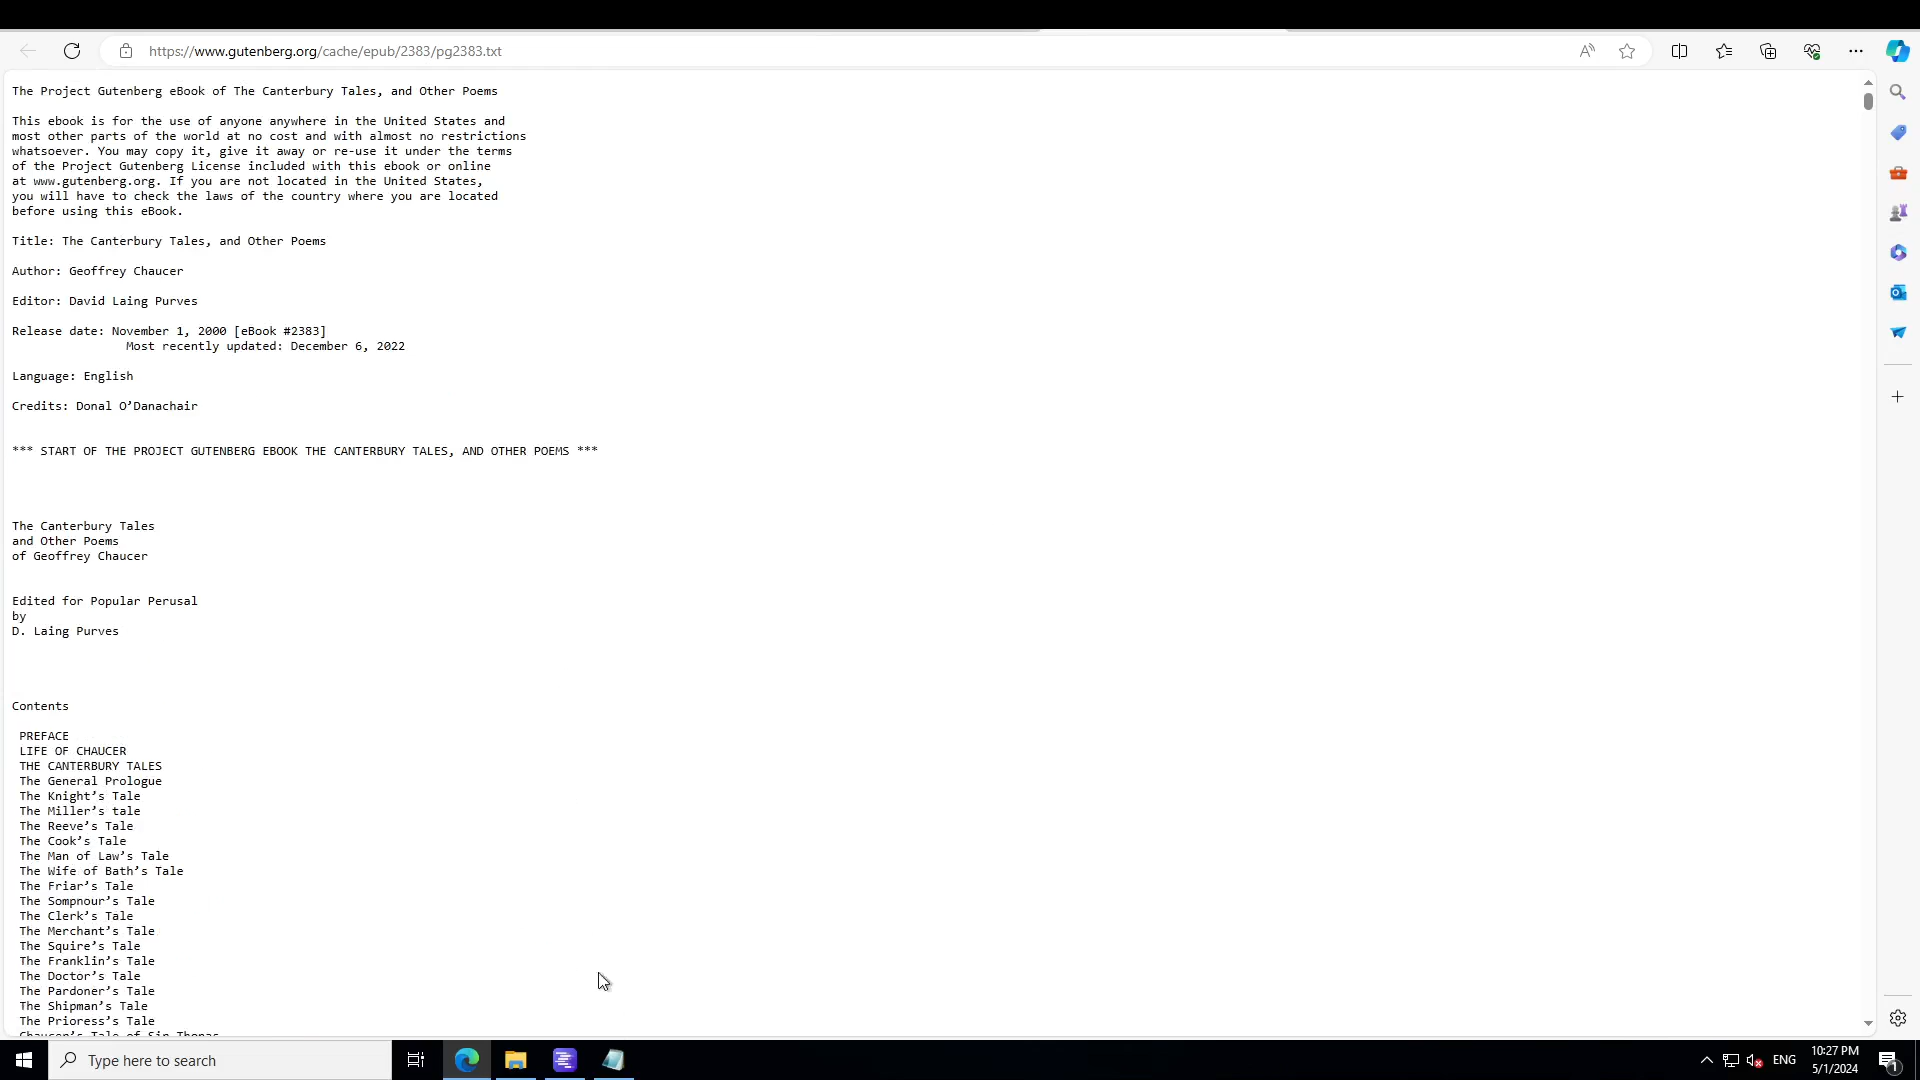 https://www.gutenberg.org/cache/epub/2383/pg2383.txt
The Project Gutenberg eBook of The Canterbury Tales, and Other Poems
This ebook is for the use of anyone anywhere in the United States and
most other parts of the world at no cost and with almost no restrictions
whatsoever. You may copy it, give it away or re-use it under the terms
of the Project Gutenberg License included with this ebook or online
at www.gutenberg.org. If you are not located in the United States,
you will have to check the laws of the country where you are located
before using this eBook.
Title: The Canterbury Tales, and Other Poems
Author: Geoffrey Chaucer
Editor: David Laing Purves
Release date: November 1, 2000 [eBook #2383]
Most recently updated: December 6, 2022
Language: English
Credits: Donal O’Danachair
*** START OF THE PROJECT GUTENBERG EBOOK THE CANTERBURY TALES, AND OTHER POEMS ***
The Canterbury Tales
and Other Poems
of Geoffrey Chaucer
Edited for Popular Perusal
by
D. Laing Purves
Contents
PREFACE
LIFE OF CHAUCER
THE CANTERBURY TALES
The General Prologue
The Knight’s Tale
The Miller’s tale
The Reeve’s Tale
The Cook’s Tale
The Man of Law’s Tale
The Wife of Bath’s Tale
The Friar’s Tale
The Sompnour’s Tale
The Clerk’s Tale
The Merchant’s Tale
The Squire’s Tale
The Franklin’s Tale
The Doctor’s Tale
The Pardoner’s Tale
The Shipman’s Tale
The Prioress’s Tale
Chaucer’s Tale of Sir Thopas
Type here to search
ENG
10:27 PM
5/1/2024
1